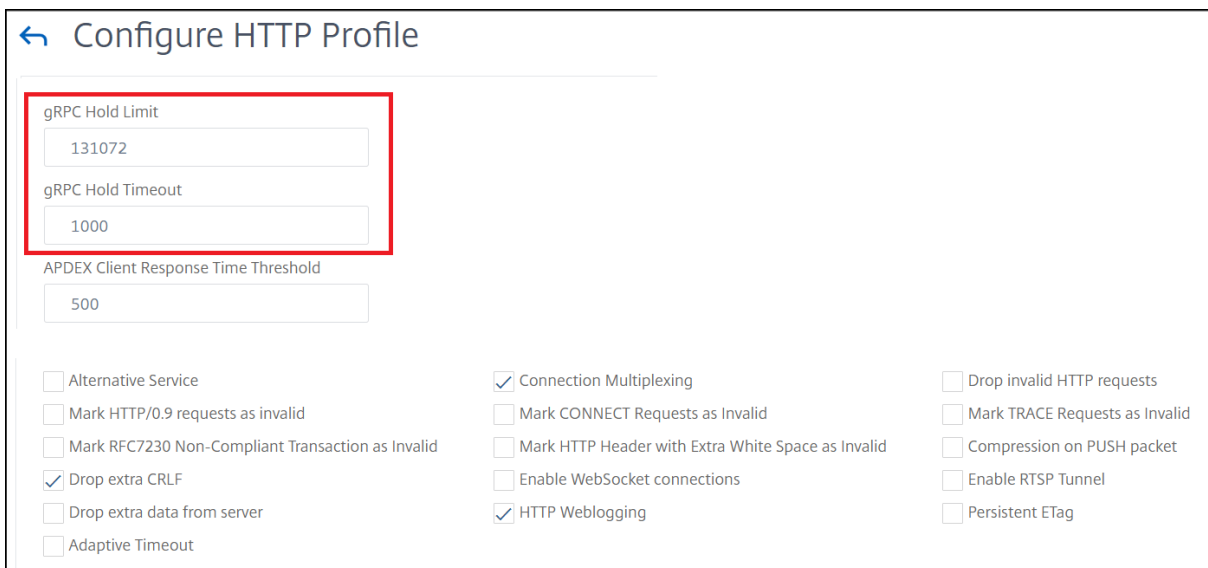 Configure HTTP Profile
gRPC Hold Limit
131072
gRPC Hold Timeout
1000
APDEX Client Response Time Threshold
500
Alternative Service
Connection Multiplexing
Drop invalid HTTP requests
Mark HTTP/0.9 requests as invalid
Mark CONNECT Requests as Invalid
Mark TRACE Requests as Invalid
Mark RFC7230 Non-Compliant Transaction as Invalid
Mark HTTP Header with Extra White Space as Invalid
Compression on PUSH packet
Drop extra CRLF
Enable WebSocket connections
Enable RTSP Tunnel
Drop extra data from server
HTTP Weblogging
Persistent ETag
Adaptive Timeout